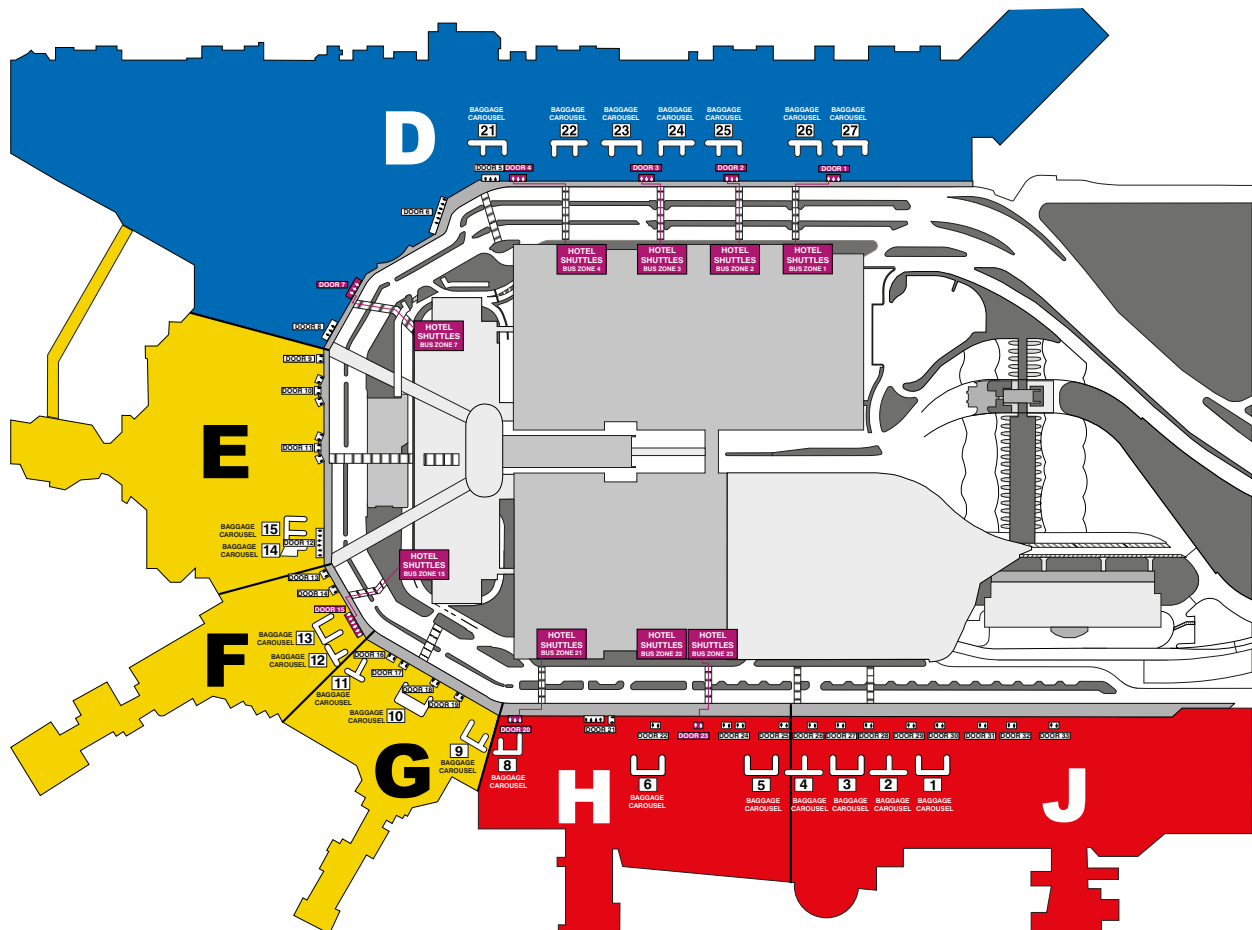 D
BAGGAGE
CAROUSEL
21
BAGGAGE
CAROUSEL
22
BAGGAGE
CAROUSEL
23
BAGGAGE
CAROUSEL
24
BAGGAGE
CAROUSEL
25
BAGGAGE
CAROUSEL
26
BAGGAGE
CAROUSEL
27
DOOR 5
DOOR 4
DOOR 3
DOOR 2
DOOR 1
DOOR 6
HOTEL
SHUTTLES
BUS ZONE 4
HOTEL
SHUTTLES
BUS ZONE 3
HOTEL
SHUTTLES
BUS ZONE 2
HOTEL
SHUTTLES
BUS ZONE 1
DOOR 7
DOOR 8
HOTEL
SHUTTLES
BUS ZONE 7
DOOR 9
DOOR 10
E
DOOR 11
BAGGAGE
CAROUSEL
15
DOOR 12
BAGGAGE
CAROUSEL
14
HOTEL
SHUTTLES
BUS ZONE 15
DOOR 13
DOOR 14
DOOR 15
F
BAGGAGE
CAROUSEL
13
BAGGAGE
CAROUSEL
12
11
BAGGAGE
CAROUSEL
DOOR 16
DOOR 17
DOOR 18
DOOR 19
BAGGAGE
CAROUSEL
10
G
9
BAGGAGE
CAROUSEL
HOTEL
SHUTTLES
BUS ZONE 21
HOTEL
SHUTTLES
BUS ZONE 22
HOTEL
SHUTTLES
BUS ZONE 23
DOOR 20
DOOR 21
DOOR 22
DOOR 23
DOOR 24
DOOR 25
DOOR 26
DOOR 27
DOOR 28
DOOR 29
DOOR 30
DOOR 31
DOOR 32
DOOR 33
8
BAGGAGE
CAROUSEL
H
6
BAGGAGE
CAROUSEL
5
BAGGAGE
CAROUSEL
4
BAGGAGE
CAROUSEL
3
BAGGAGE
CAROUSEL
2
BAGGAGE
CAROUSEL
1
BAGGAGE
CAROUSEL
J